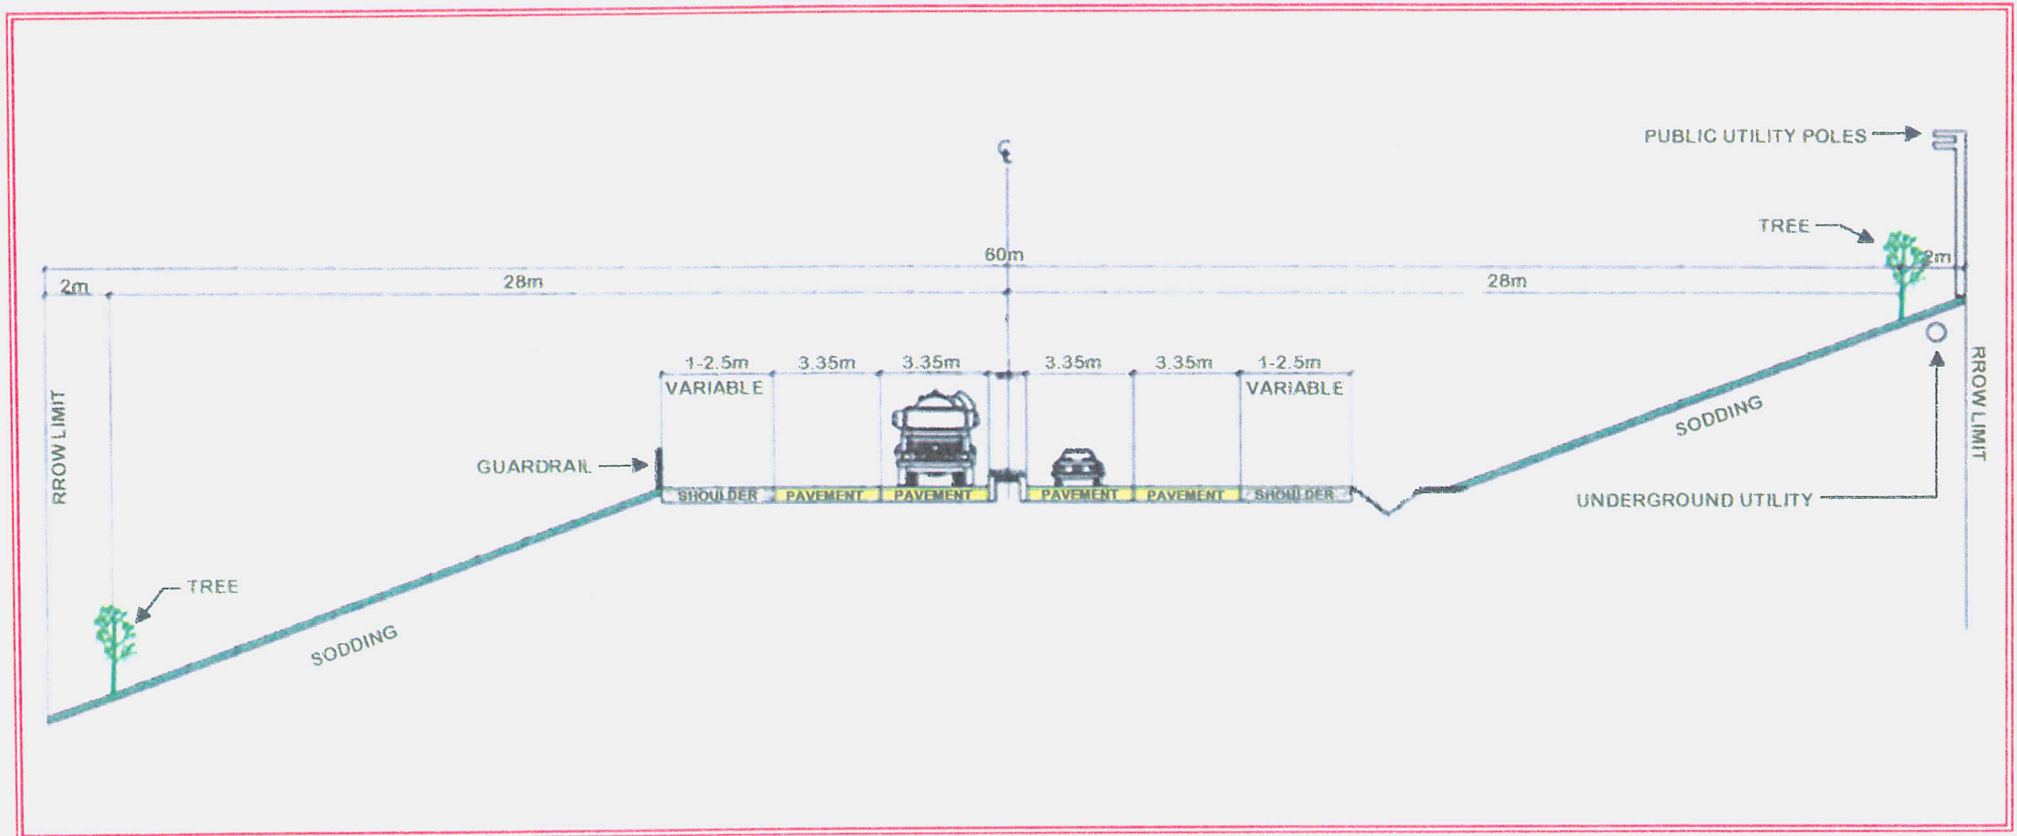 PUBLIC UTILITY POLES
℄
TREE
60m
2m
2m
28m
28m
1-2.5m
3.35m
3.35m
3.35m
3.35m
1-2.5m
VARIABLE
VARIABLE
RROW LIMIT
RROW LIMIT
SODDING
GUARDRAIL
SHOULDER
PAVEMENT
PAVEMENT
PAVEMENT
PAVEMENT
SHOULDER
UNDERGROUND UTILITY
TREE
SODDING